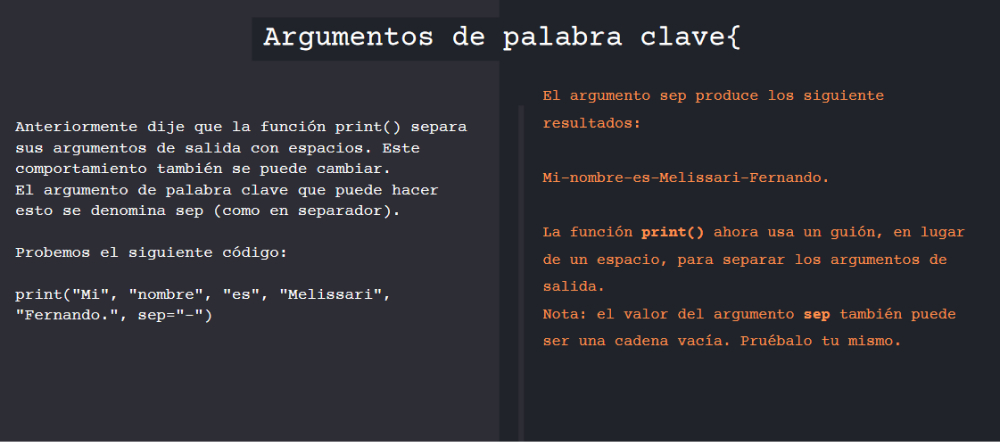 Argumentos de palabra clave{
Anteriormente dije que la función print() separa
sus argumentos de salida con espacios. Este
comportamiento también se puede cambiar.
El argumento de palabra clave que puede hacer
esto se denomina sep (como en separador).
Probemos el siguiente código:
print("Mi", "nombre", "es", "Melissari",
"Fernando.", sep="-")
El argumento sep produce los siguiente
resultados:
Mi-nombre-es-Melissari-Fernando.
La función print() ahora usa un guión, en lugar
de un espacio, para separar los argumentos de
salida.
Nota: el valor del argumento sep también puede
ser una cadena vacía. Pruébalo tu mismo.